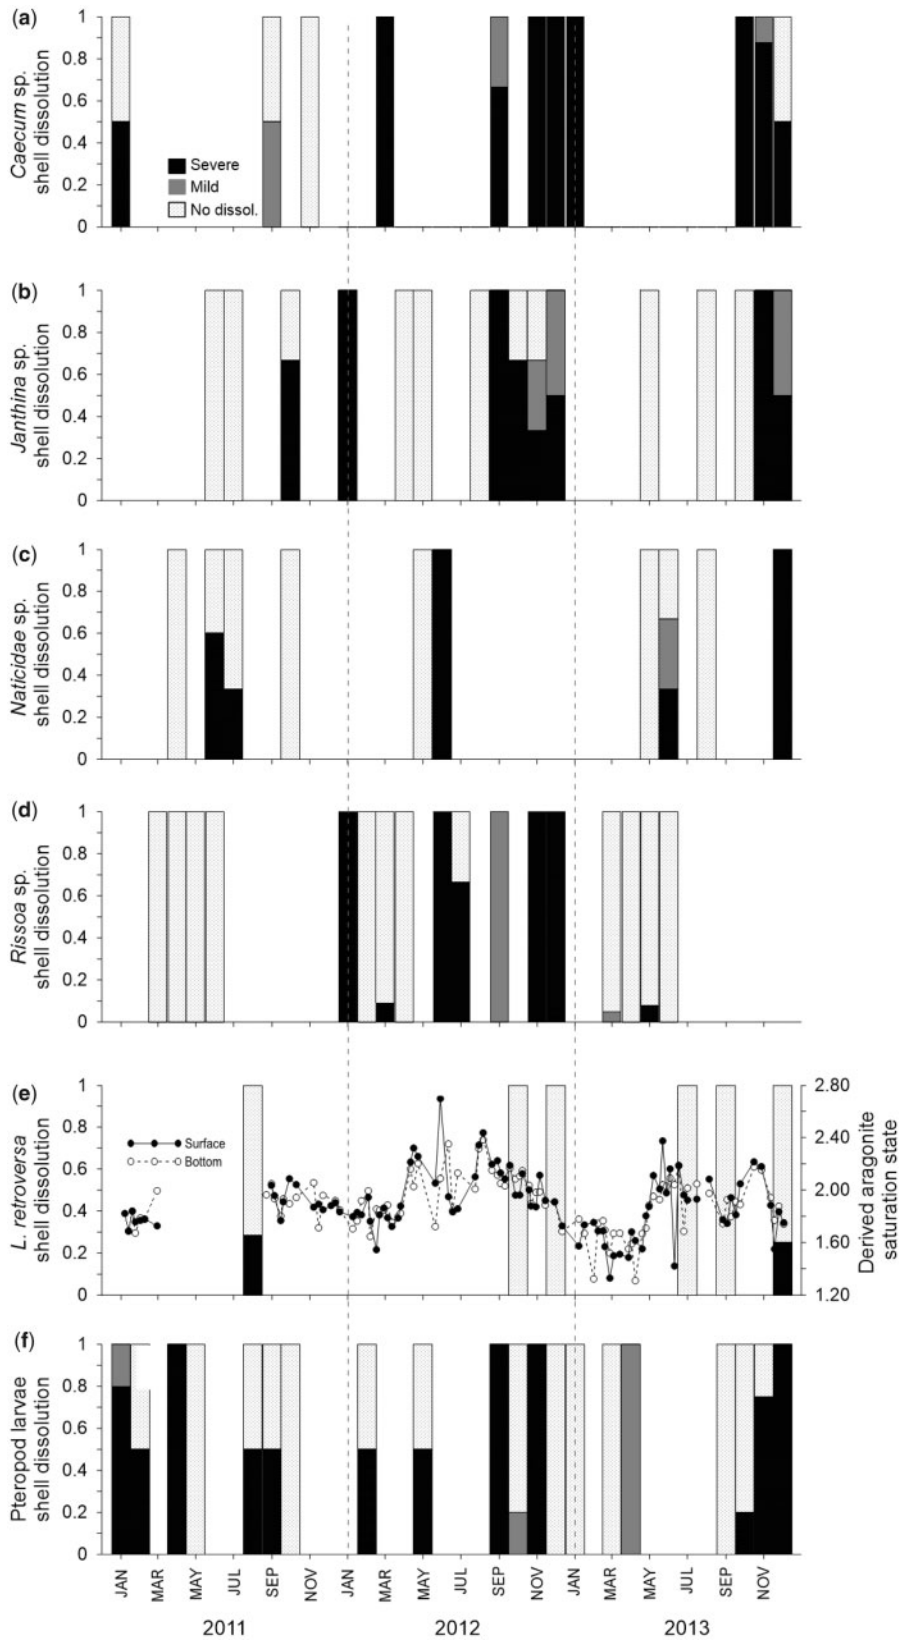 (a)
Caecum sp.
shell dissolution
1
0.8
0.6
0.4
0.2
0
Severe
Mild
No dissol.
(b)
Janthina sp.
shell dissolution
1
0.8
0.6
0.4
0.2
0
(c)
Naticidae sp.
shell dissolution
1
0.8
0.6
0.4
0.2
0
(d)
Rissoa sp.
shell dissolution
1
0.8
0.6
0.4
0.2
0
(e)
L. retroversa
shell dissolution
1
0.8
0.6
0.4
0.2
0
Surface
Bottom
2.80
2.40
2.00
1.60
1.20
Derived aragonite
saturation state
(f)
Pteropod larvae
shell dissolution
1
0.8
0.6
0.4
0.2
0
JAN MAR MAY JUL SEP NOV JAN MAR MAY JUL SEP NOV JAN MAR MAY JUL SEP NOV
2011 2012 2013